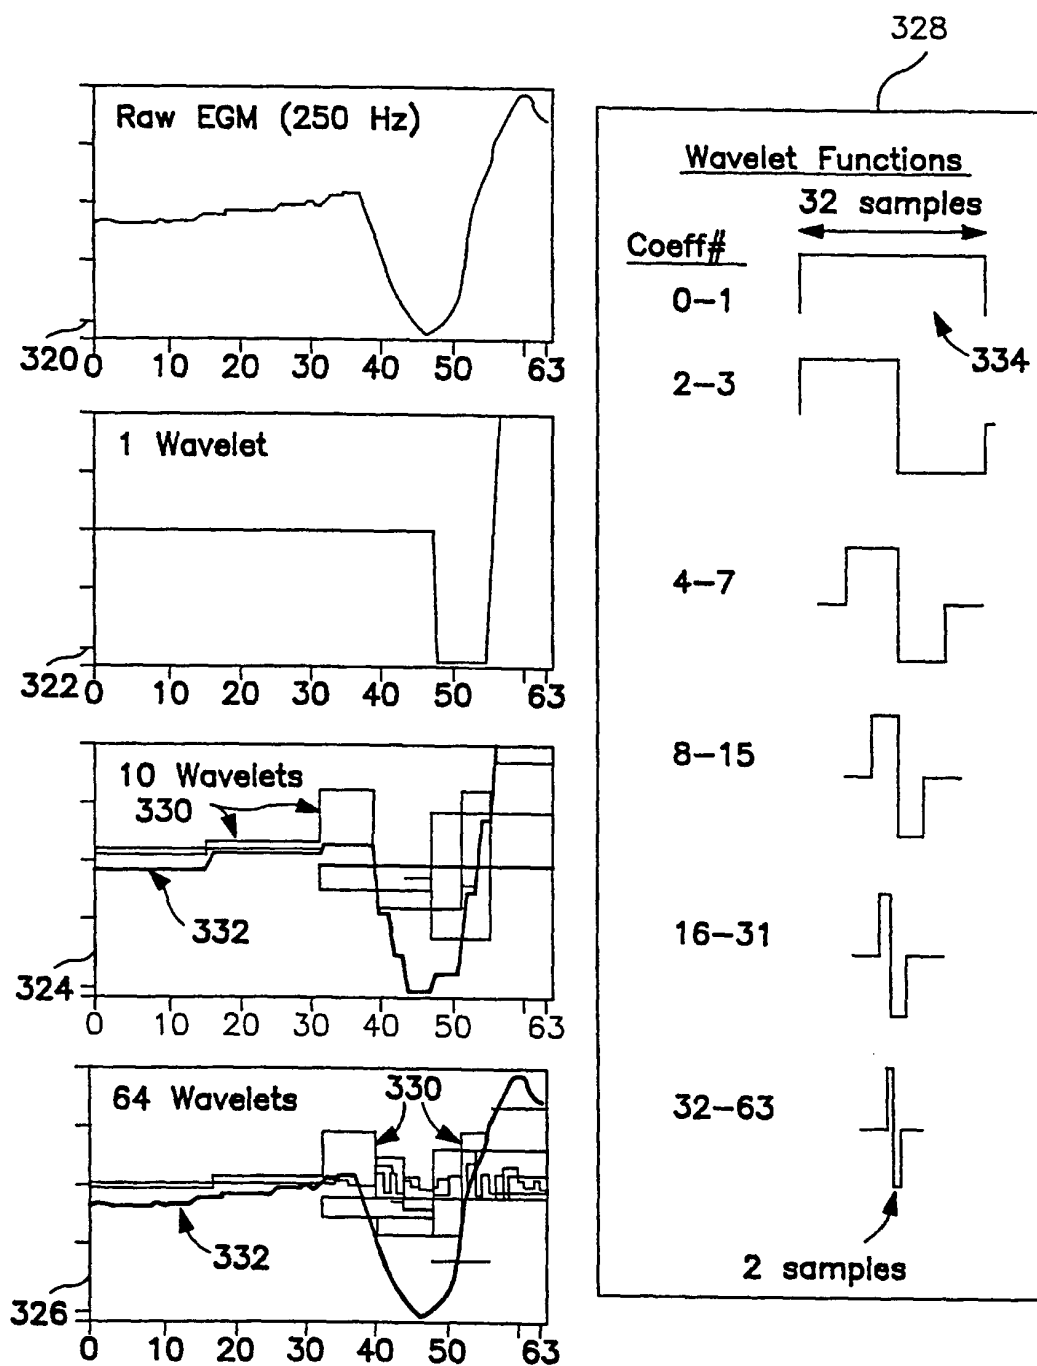 328
Raw EGM (250 Hz)
320
0 10 20 30 40 50 63
1 Wavelet
322
0 10 20 30 40 50 63
10 Wavelets
330
332
324
0 10 20 30 40 50 63
64 Wavelets
330
332
326
0 10 20 30 40 50 63
Wavelet Functions
32 samples
Coeff#
0-1
334
2-3
4-7
8-15
16-31
32-63
2 samples